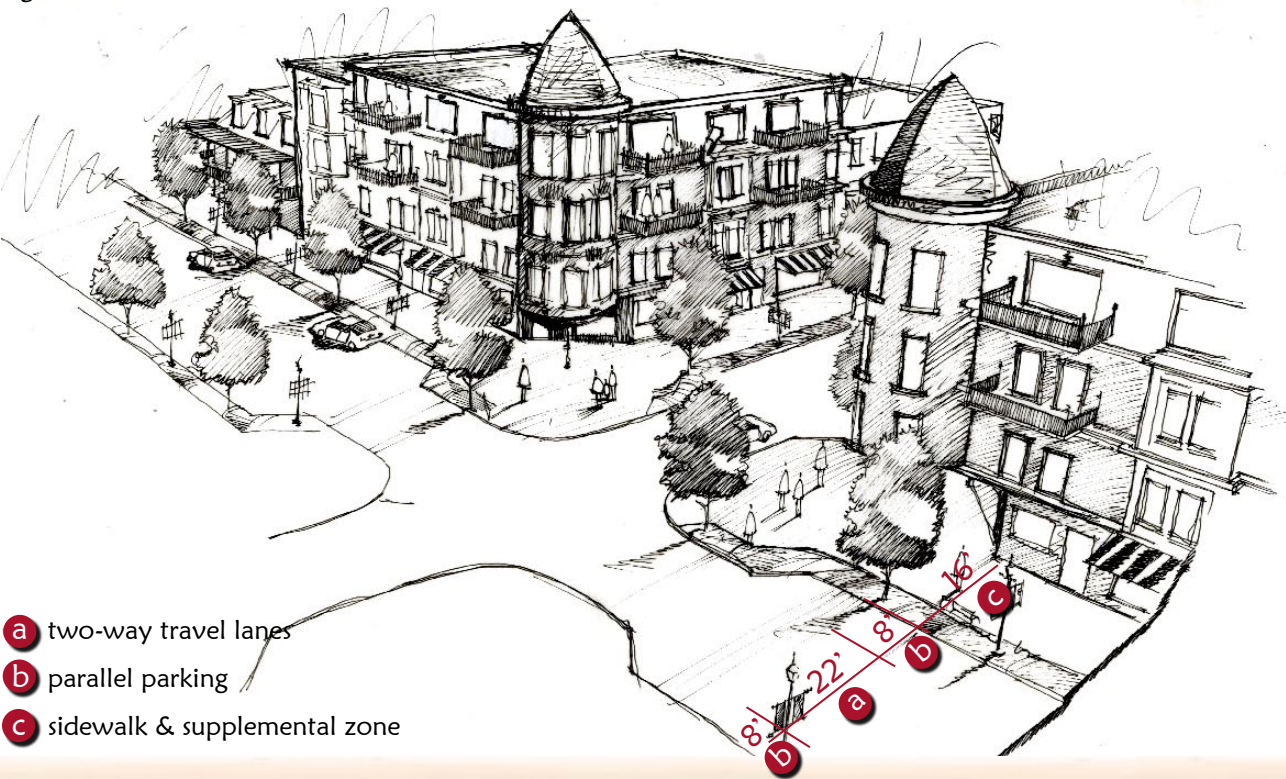 a two-way travel lanes
b parallel parking
c sidewalk & supplemental zone
16'
c
8'
b
22'
a
8'
b